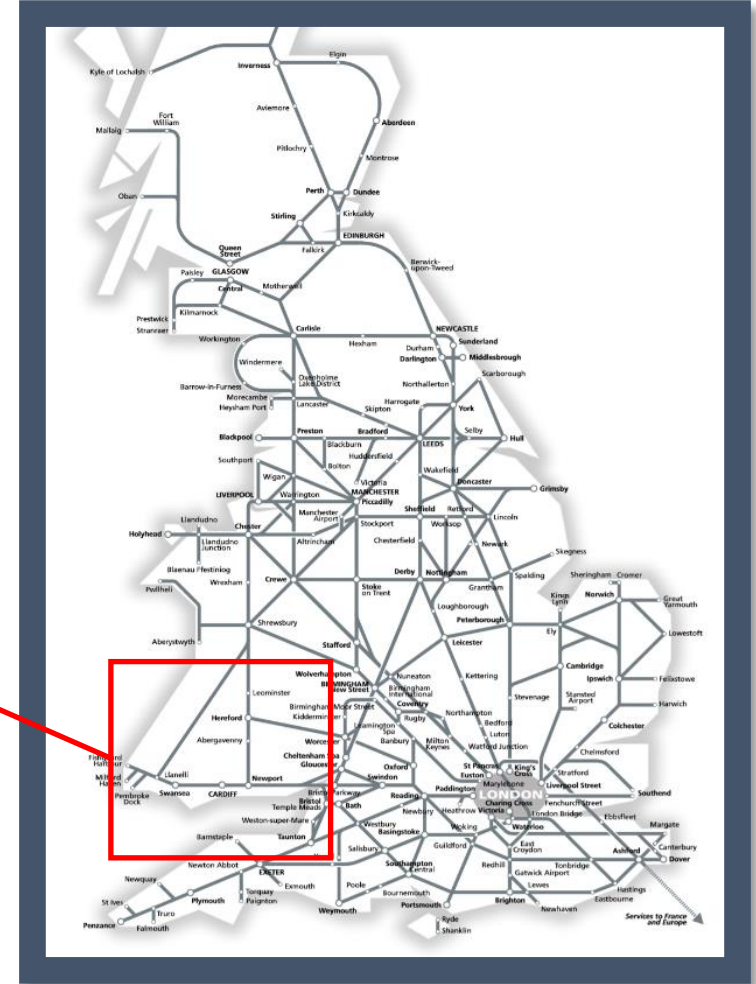 Elgin
Inverness
Kyle of Lochalsh
Aviemore
Fort
William
Mallaig
Aberdeen
Pitlochry
Montrose
Perth
Dundee
Oban
Stirling
Kirkcaldy
EDINBURGH
Queen
Street
Falkirk
Berwick-
upon-Tweed
Paisley
GLASGOW
Central
Motherwell
Prestwick
Kilmarnock
Stranraer
Carlisle
NEWCASTLE
Workington
Hexham
Sunderland
Durham
Darlington
Middlesbrough
Windermere
Scarborough
Oxenholme
Lake District
Barrow-in-Furness
Northallerton
Morecambe
Heysham Port
Lancaster
Harrogate
Skipton
York
Blackpool
Preston
Bradford
Selby
Hull
Blackburn
LEEDS
Southport
Huddersfield
Bolton
Wakefield
Wigan
Victoria
Doncaster
LIVERPOOL
Warrington
MANCHESTER
Piccadilly
Grimsby
Manchester
Airport
Sheffield
Retford
Llandudno
Stockport
Worksop
Lincoln
Holyhead
Chester
Llandudno
Junction
Altrincham
Chesterfield
Newark
Skegness
Blaenau Ffestiniog
Wrexham
Crewe
Derby
Nottingham
Spalding
Sheringham
Cromer
Pwllheli
Stoke
on Trent
Grantham
Kings
Lynn
Norwich
Great
Yarmouth
Loughborough
Shrewsbury
Peterborough
Ely
Lowestoft
Aberystwyth
Stafford
Leicester
Wolverhampton
Nuneaton
Kettering
Cambridge
BIRMINGHAM
New Street
Birmingham
International
Ipswich
Felixstowe
Leominster
Stevenage
Stansted
Airport
Harwich
Birmingham Moor Street
Coventry
Kidderminster
Rugby
Northampton
Hereford
Leamington
Spa
Bedford
Colchester
Abergavenny
Worcester
Banbury
Milton
Keynes
Luton
Cheltenham Spa
Watford Junction
Chelmsford
Fishguard
Harbour
Gloucester
Oxford
St Pancras
King's
Cross
Stratford
Milford
Haven
Llanelli
Newport
Swindon
Euston
Marylebone
Liverpool Street
Pembroke
Dock
Swansea
CARDIFF
Bristol Parkway
Reading
Paddington
LONDON
Southend
Bristol
Temple Meads
Bath
Newbury
Heathrow
Victoria
Charing Cross
Fenchurch Street
London Bridge
Ebbsfleet
Weston-super-Mare
Westbury
Basingstoke
Woking
Waterloo
Margate
Barnstaple
Taunton
Salisbury
Guildford
East
Croydon
Canterbury
Ashford
Dover
Newton Abbot
EXETER
Southampton
Central
Redhill
Gatwick Airport
Tonbridge
Newquay
Exmouth
Poole
Lewes
Hastings
St Ives
Plymouth
Torquay
Paignton
Bournemouth
Eastbourne
Truro
Weymouth
Portsmouth
Brighton
Newhaven
Penzance
Falmouth
Ryde
Shanklin
Services to France
and Europe